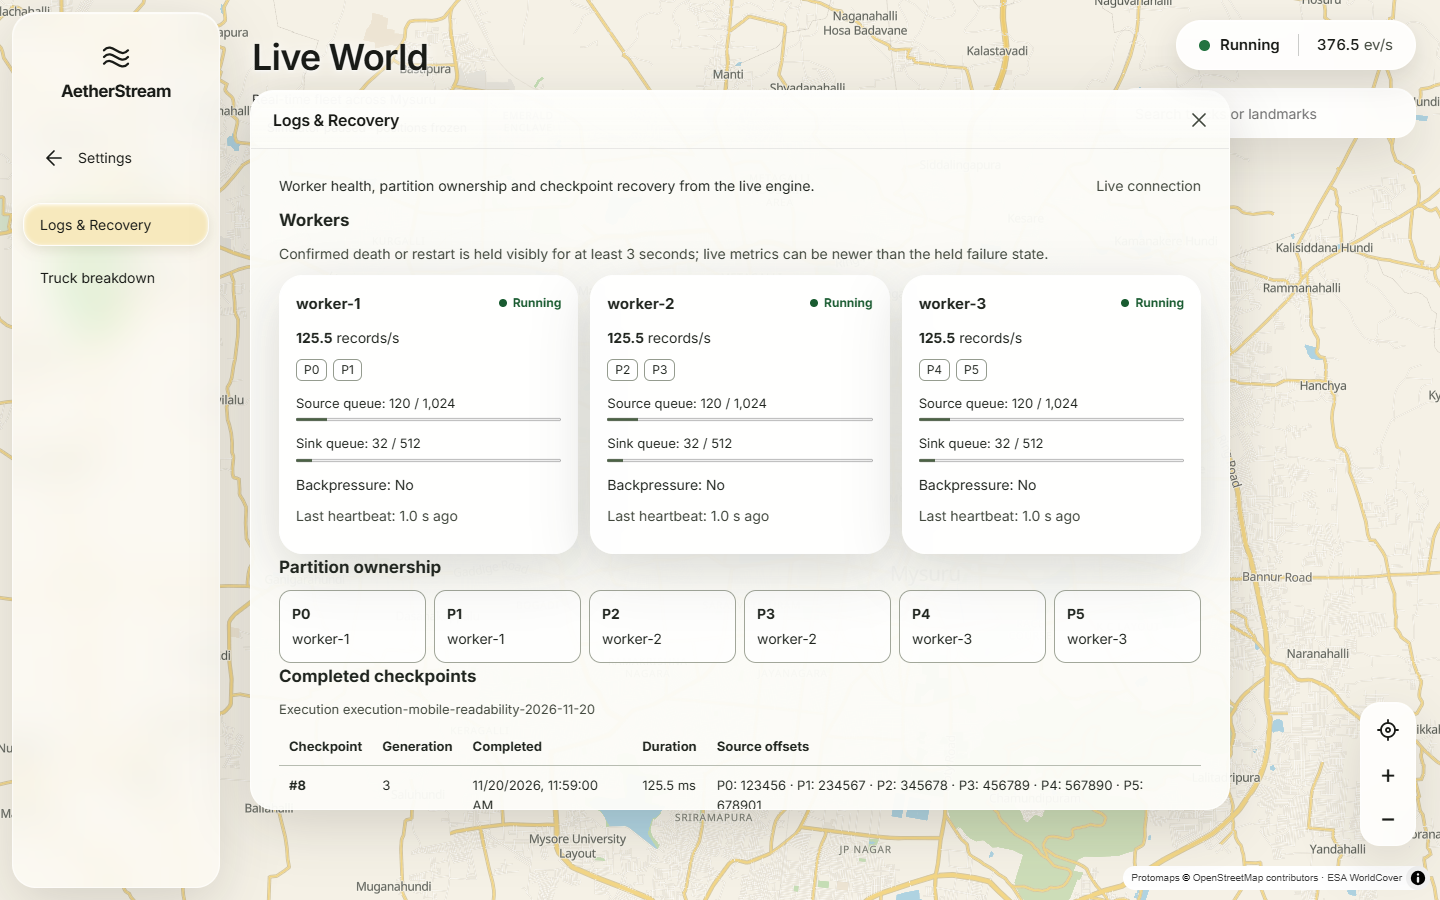 AetherStream
Settings
Logs & Recovery
Truck breakdown
Live World
Running
376.5 ev/s
or landmarks
Logs & Recovery
Worker health, partition ownership and checkpoint recovery from the live engine.
Live connection
Workers
Confirmed death or restart is held visibly for at least 3 seconds; live metrics can be newer than the held failure state.
worker-1
Running
125.5 records/s
P0 P1
Source queue: 120 / 1,024
Sink queue: 32 / 512
Backpressure: No
Last heartbeat: 1.0 s ago
worker-2
Running
125.5 records/s
P2 P3
Source queue: 120 / 1,024
Sink queue: 32 / 512
Backpressure: No
Last heartbeat: 1.0 s ago
worker-3
Running
125.5 records/s
P4 P5
Source queue: 120 / 1,024
Sink queue: 32 / 512
Backpressure: No
Last heartbeat: 1.0 s ago
Partition ownership
P0
worker-1
P1
worker-1
P2
worker-2
P3
worker-2
P4
worker-3
P5
worker-3
Completed checkpoints
Execution execution-mobile-readability-2026-11-20
Checkpoint Generation Completed Duration Source offsets
#8 3 11/20/2026, 11:59:00 125.5 ms P0: 123456 · P1: 234567 · P2: 345678 · P3: 456789 · P4: 567890 · P5:
AM 678901
Naganahalli
Hosa Badavane
Kalastavadi
Manti
Shyadanahalli
Naguvanahalli
Kalisiddana Hundi
Rammanahalli
Hanchya
Road
Bannur Road
Naranahalli
Yandahalli
SRIRAMAPURA
Mysore University
Layout
JP NAGAR
Muganahundi
Mysuru
Protomaps © OpenStreetMap contributors · ESA WorldCover